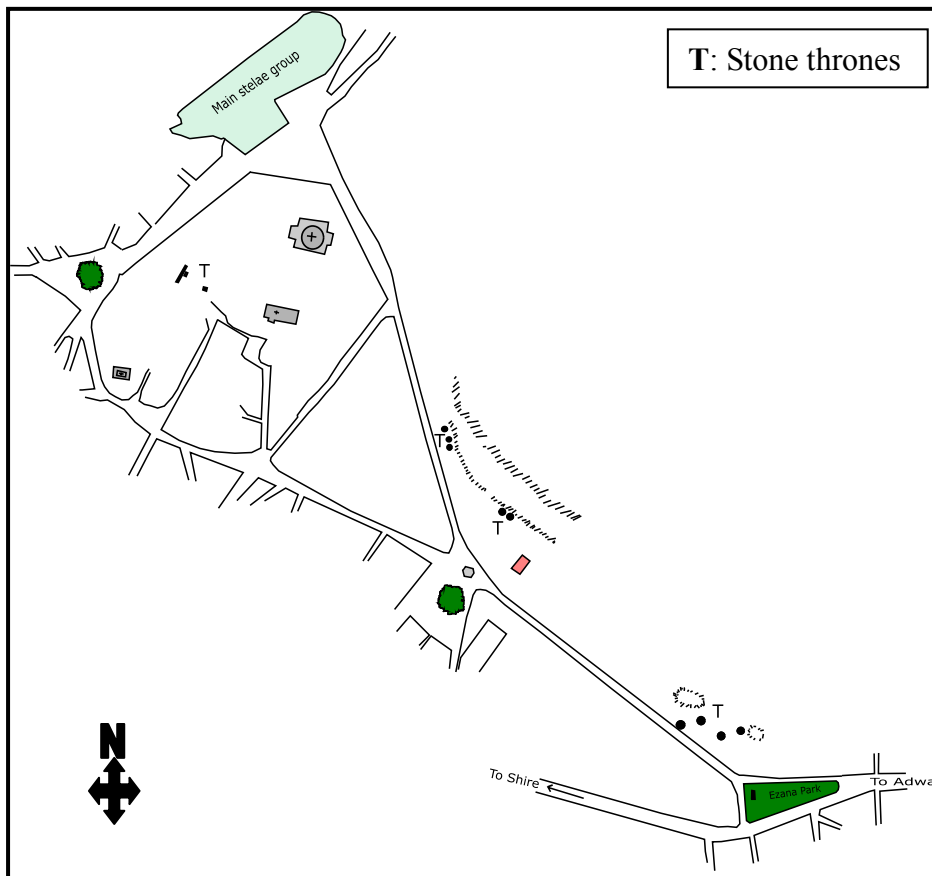 Main stelae group
T: Stone thrones
T
T
T
T
N
To Shire
Ezana Park
To Adwa